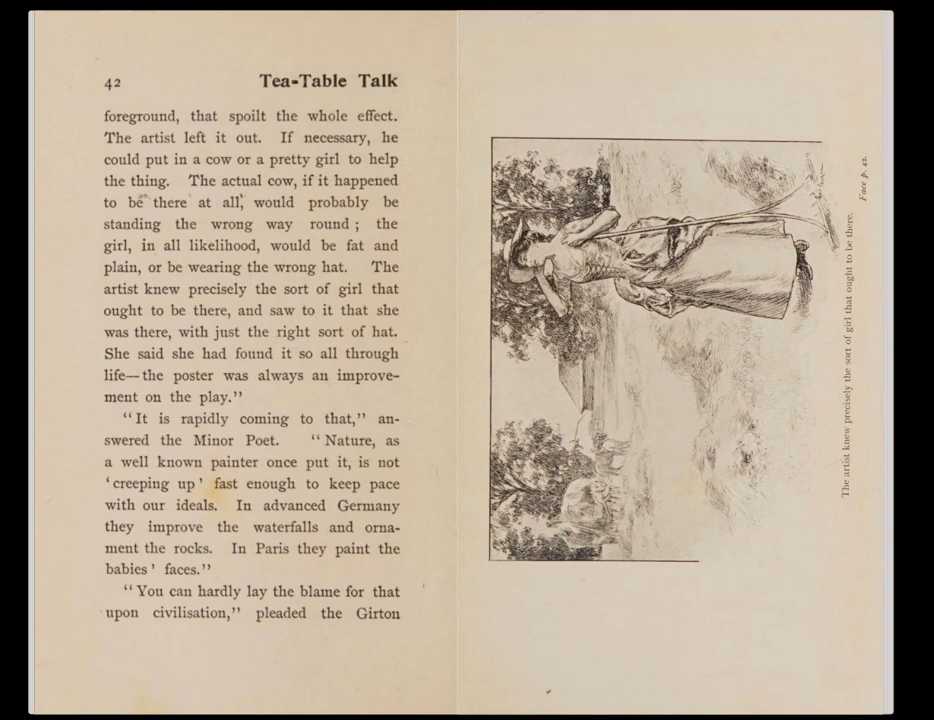 42 Tea-Table Talk
foreground, that spoilt the whole effect.
The artist left it out. If necessary, he
could put in a cow or a pretty girl to help
the thing. The actual cow, if it happened
to be there at all, would probably be
standing the wrong way round ; the
girl, in all likelihood, would be fat and
plain, or be wearing the wrong hat. The
artist knew precisely the sort of girl that
ought to be there, and saw to it that she
was there, with just the right sort of hat.
She said she had found it so all through
life—the poster was always an improve-
ment on the play.”
“It is rapidly coming to that,” an-
swered the Minor Poet. “Nature, as
a well known painter once put it, is not
‘creeping up’ fast enough to keep pace
with our ideals. In advanced Germany
they improve the waterfalls and orna-
ment the rocks. In Paris they paint the
babies’ faces.”
“You can hardly lay the blame for that
upon civilisation,” pleaded the Girton
The artist knew precisely the sort of girl that ought to be there.
Face p. 42.